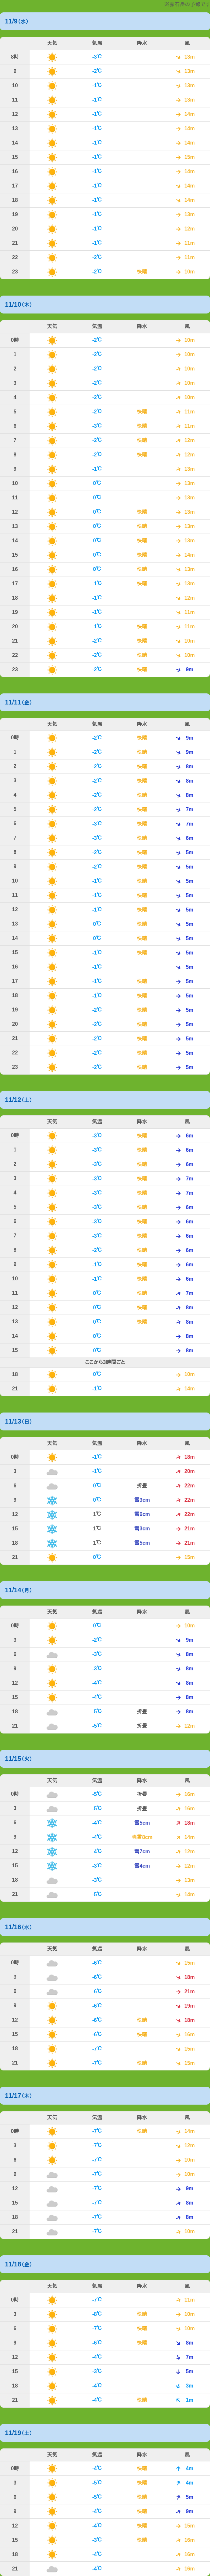 11/9(水)
天気 気温 降水 風
8時 -3℃ 13m
9 -2℃ 13m
10 -1℃ 13m
11 -1℃ 13m
12 -1℃ 14m
13 -1℃ 14m
14 -1℃ 14m
15 -1℃ 15m
16 -1℃ 14m
17 -1℃ 14m
18 -1℃ 14m
19 -1℃ 13m
20 -1℃ 12m
21 -1℃ 11m
22 -2℃ 11m
23 -2℃ 快晴 10m
11/10(木)
天気 気温 降水 風
0時 -2℃ 10m
1 -2℃ 10m
2 -2℃ 10m
3 -2℃ 10m
4 -2℃ 10m
5 -2℃ 快晴 11m
6 -3℃ 快晴 11m
7 -2℃ 快晴 12m
8 -2℃ 快晴 12m
9 -1℃ 13m
10 0℃ 13m
11 0℃ 13m
12 0℃ 快晴 13m
13 0℃ 快晴 13m
14 0℃ 快晴 13m
15 0℃ 快晴 14m
16 0℃ 快晴 13m
17 -1℃ 快晴 13m
18 -1℃ 12m
19 -1℃ 11m
20 -1℃ 快晴 11m
21 -2℃ 快晴 10m
22 -2℃ 快晴 10m
23 -2℃ 快晴 9m
11/11(金)
天気 気温 降水 風
0時 -2℃ 快晴 9m
1 -2℃ 快晴 9m
2 -2℃ 快晴 8m
3 -2℃ 快晴 8m
4 -2℃ 快晴 8m
5 -2℃ 快晴 7m
6 -3℃ 快晴 7m
7 -3℃ 快晴 6m
8 -2℃ 快晴 5m
9 -2℃ 快晴 5m
10 -1℃ 快晴 5m
11 -1℃ 快晴 5m
12 -1℃ 快晴 5m
13 0℃ 快晴 5m
14 0℃ 快晴 5m
15 -1℃ 快晴 5m
16 -1℃ 5m
17 -1℃ 快晴 5m
18 -1℃ 快晴 5m
19 -2℃ 快晴 5m
20 -2℃ 快晴 5m
21 -2℃ 快晴 5m
22 -2℃ 快晴 5m
23 -2℃ 快晴 5m
11/12(土)
天気 気温 降水 風
0時 -3℃ 快晴 6m
1 -3℃ 快晴 6m
2 -3℃ 快晴 6m
3 -3℃ 快晴 7m
4 -3℃ 快晴 7m
5 -3℃ 快晴 6m
6 -3℃ 快晴 6m
7 -3℃ 快晴 6m
8 -2℃ 快晴 6m
9 -1℃ 快晴 6m
10 -1℃ 快晴 6m
11 0℃ 快晴 7m
12 0℃ 快晴 8m
13 0℃ 快晴 8m
14 0℃ 8m
15 0℃ 8m
ここから3時間ごと
18 0℃ 10m
21 -1℃ 14m
11/13(日)
天気 気温 降水 風
0時 -1℃ 18m
3 -1℃ 20m
6 0℃ 折曇 22m
9 0℃ 雪3cm 22m
12 1℃ 雪6cm 22m
15 1℃ 雪3cm 21m
18 1℃ 雪5cm 21m
21 0℃ 15m
11/14(月)
天気 気温 降水 風
0時 0℃ 10m
3 -2℃ 9m
6 -3℃ 8m
9 -3℃ 8m
12 -4℃ 8m
15 -4℃ 8m
18 -5℃ 折曇 8m
21 -5℃ 折曇 12m
11/15(火)
天気 気温 降水 風
0時 -5℃ 折曇 16m
3 -5℃ 折曇 16m
6 -4℃ 雪5cm 18m
9 -4℃ 14m
12 -4℃ 雪7cm 12m
15 -3℃ 雪4cm 12m
18 -3℃ 13m
21 -5℃ 14m
11/16(水)
天気 気温 降水 風
0時 -6℃ 15m
3 -6℃ 18m
6 -6℃ 21m
9 -6℃ 19m
12 -6℃ 快晴 18m
15 -6℃ 快晴 16m
18 -7℃ 快晴 15m
21 -7℃ 快晴 15m
11/17(木)
天気 気温 降水 風
0時 -7℃ 快晴 14m
3 -7℃ 12m
6 -7℃ 10m
9 -7℃ 10m
12 -7℃ 9m
15 -7℃ 8m
18 -7℃ 8m
21 -7℃ 10m
11/18(金)
天気 気温 降水 風
0時 -7℃ 11m
3 -8℃ 快晴 10m
6 -7℃ 快晴 10m
9 -6℃ 快晴 8m
12 -4℃ 7m
15 -3℃ 5m
18 -4℃ 3m
21 -4℃ 快晴 1m
11/19(土)
天気 気温 降水 風
0時 -4℃ 快晴 4m
3 -5℃ 快晴 4m
6 -5℃ 快晴 5m
9 -4℃ 快晴 9m
12 -4℃ 快晴 15m
15 -3℃ 快晴 16m
18 -4℃ 16m
21 -4℃ 16m